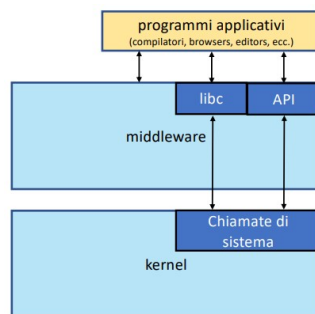 programmi applicativi
(compilatori, browsers, editors, ecc.)
libc
API
middleware
Chiamate di
sistema
kernel